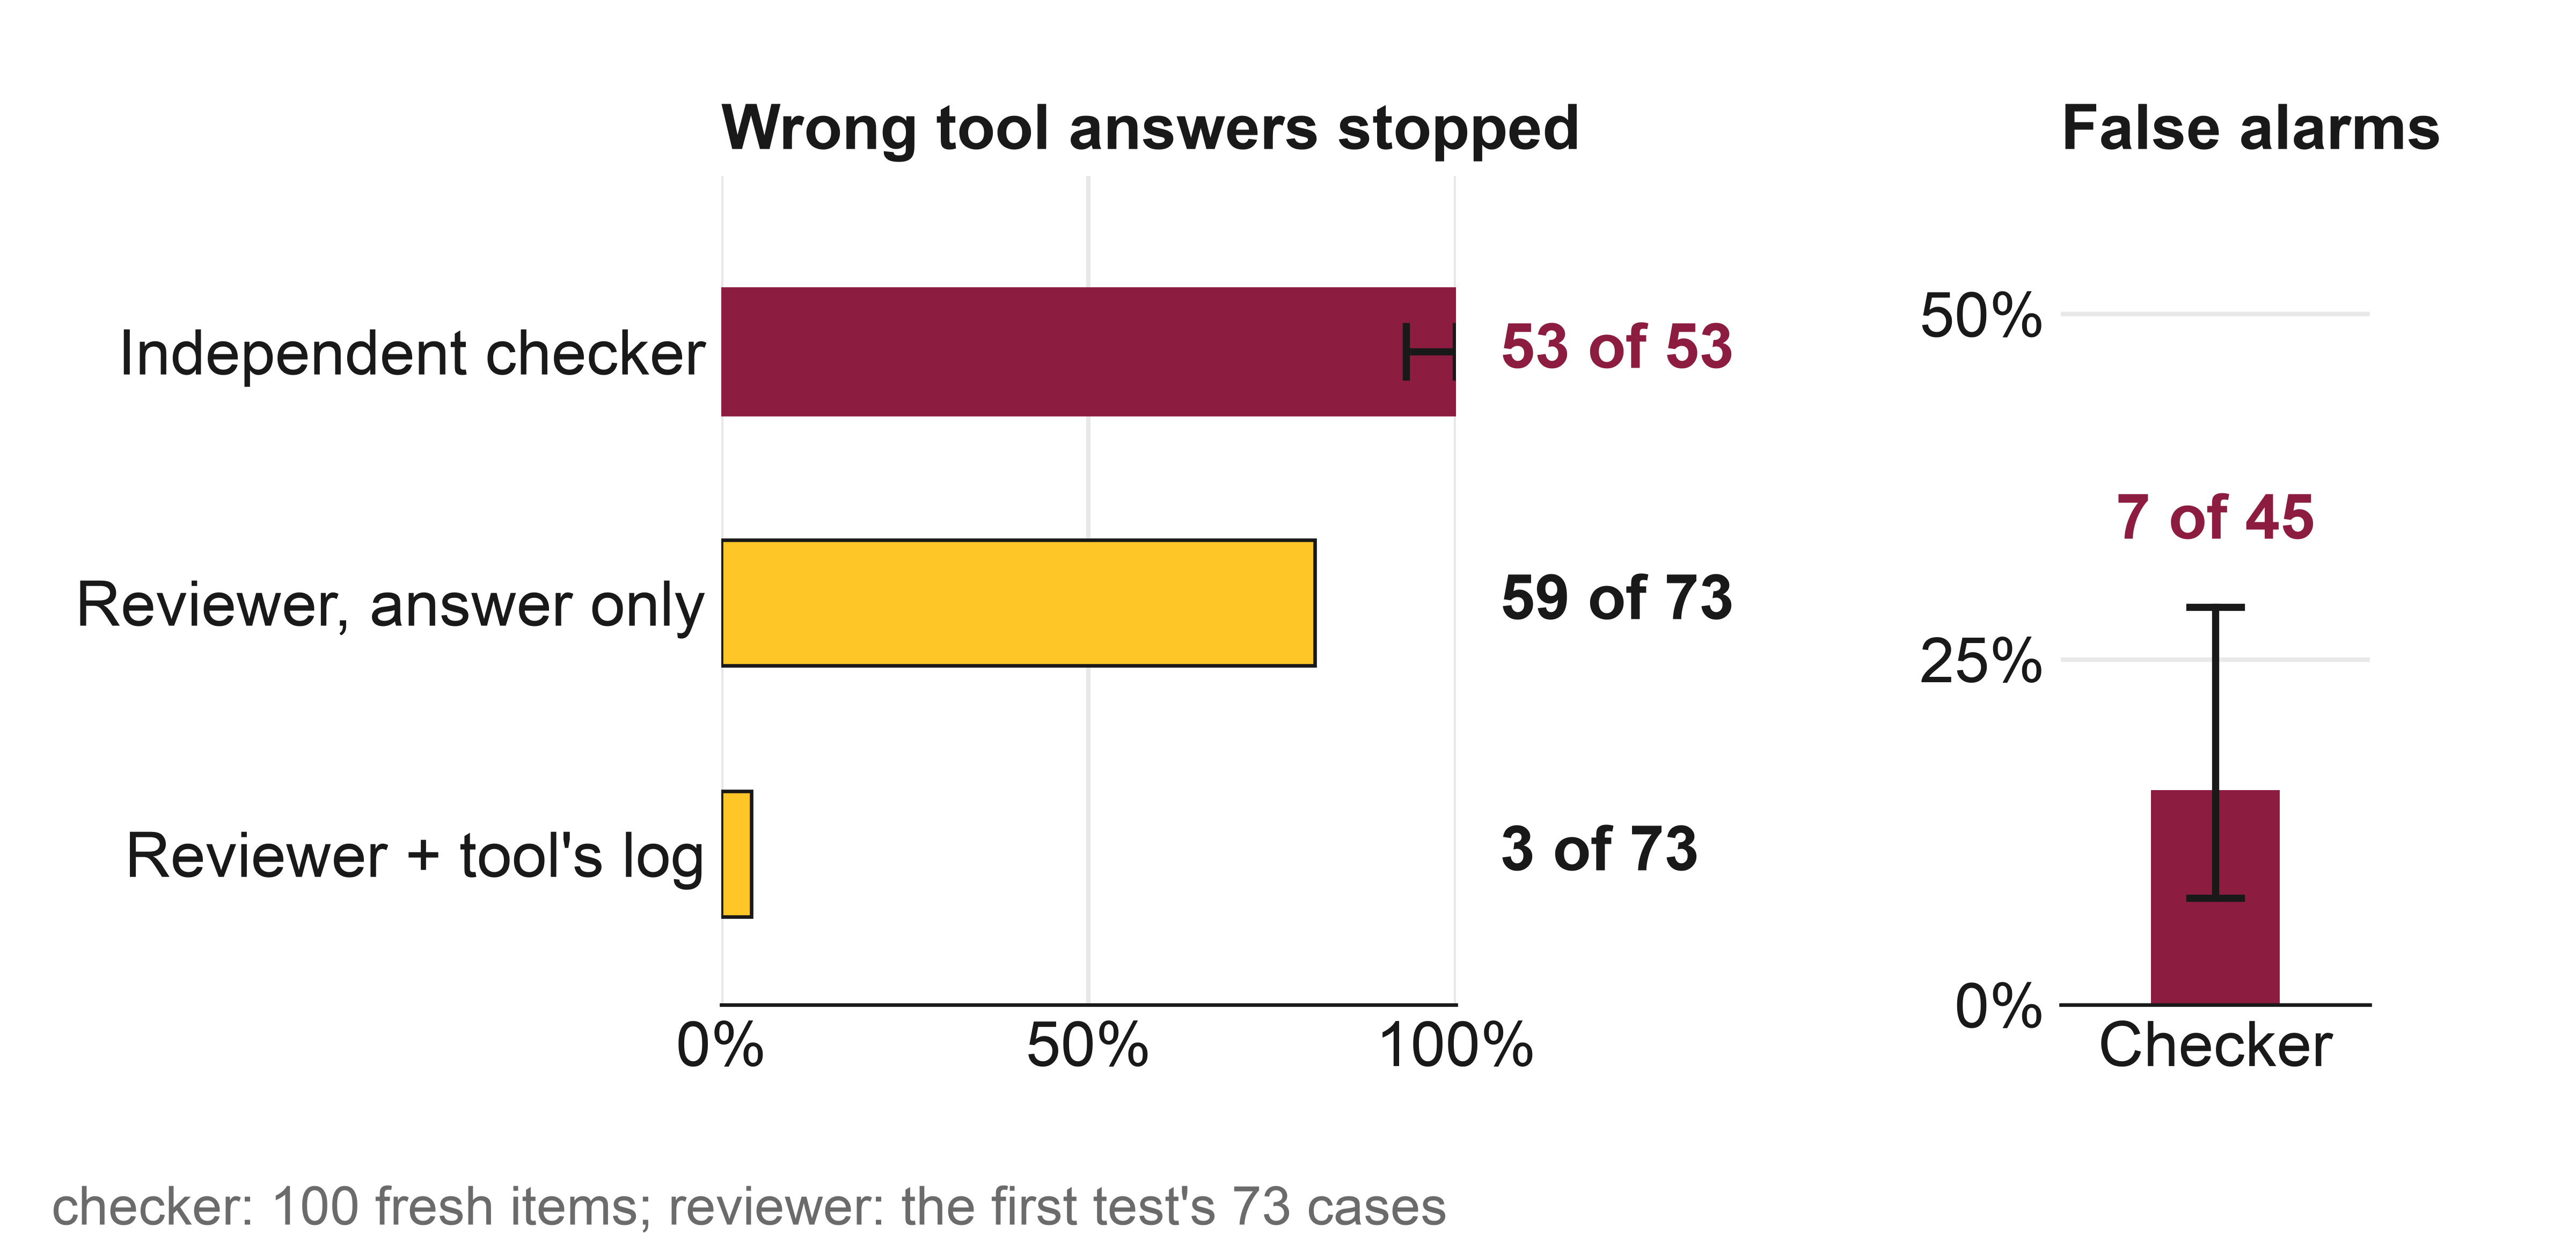 Wrong tool answers stopped
Independent checker
53 of 53
Reviewer, answer only
59 of 73
Reviewer + tool's log
3 of 73
0%
50%
100%
False alarms
50%
7 of 45
25%
0%
Checker
checker: 100 fresh items; reviewer: the first test's 73 cases